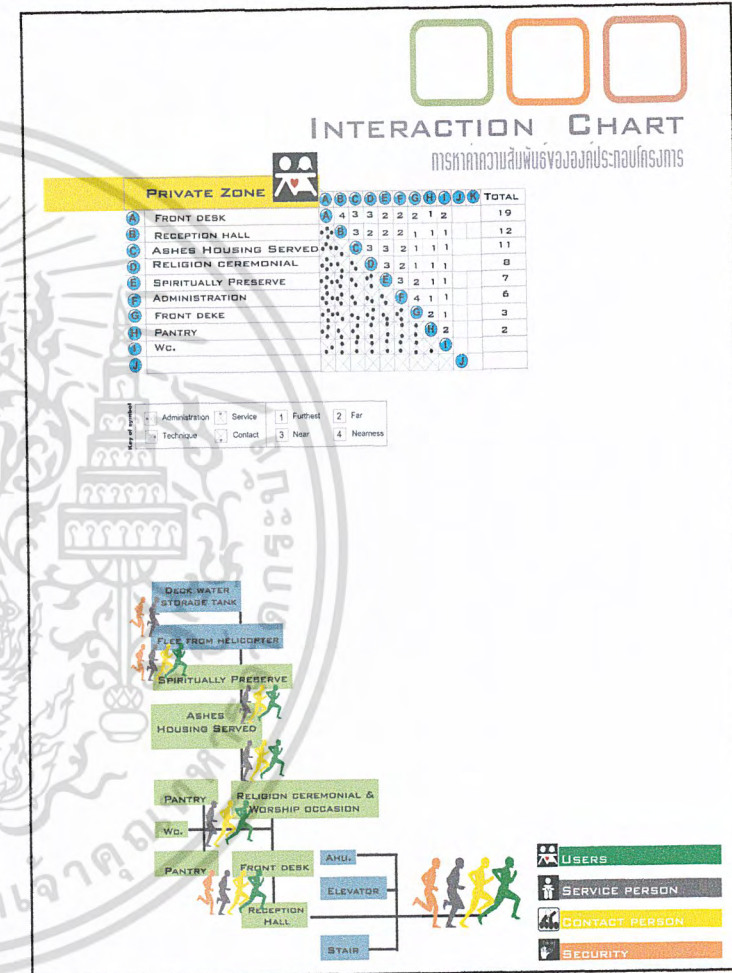 INTERACTION CHART
การหาค่าความสัมพันธ์ขององค์ประกอบโครงการ
PRIVATE ZONE A B C D E F G H I J K TOTAL
A FRONT DESK A 4 3 3 2 2 2 1 2 19
B RECEPTION HALL B 3 2 2 2 1 1 1 12
C ASHES HOUSING SERVED C 3 3 2 1 1 1 11
D RELIGION CEREMONIAL D 3 2 1 1 1 8
E SPIRITUALLY PRESERVE E 3 2 1 1 7
F ADMINISTRATION F 4 1 1 6
G FRONT DEKE G 2 1 3
H PANTRY H 2 2
I WC. I
J J
Key of symbol
Administration Service 1 Furthest 2 Far
Technique Contact 3 Near 4 Nearness
DECK WATER
STORAGE TANK
FLEE FROM HELICOPTER
SPIRITUALLY PRESERVE
ASHES
HOUSING SERVED
PANTRY
RELIGION CEREMONIAL &
WORSHIP OCCASION
WC.
PANTRY
FRONT DESK
AHU.
ELEVATOR
RECEPTION
HALL
STAIR
USERS
SERVICE PERSON
CONTACT PERSON
SECURITY